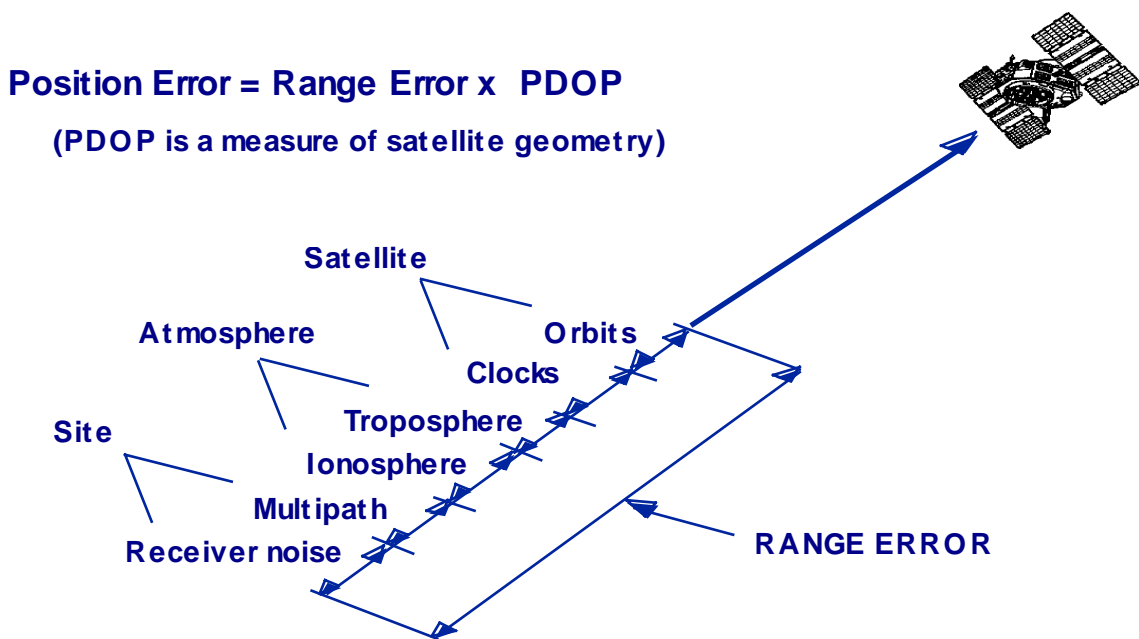 Position Error = Range Error x PDOP
(PDOP is a measure of satellite geometry)
Satellite
Orbits
Atmosphere
Clocks
Troposphere
Site
Ionosphere
Multipath
Receiver noise
RANGE ERROR